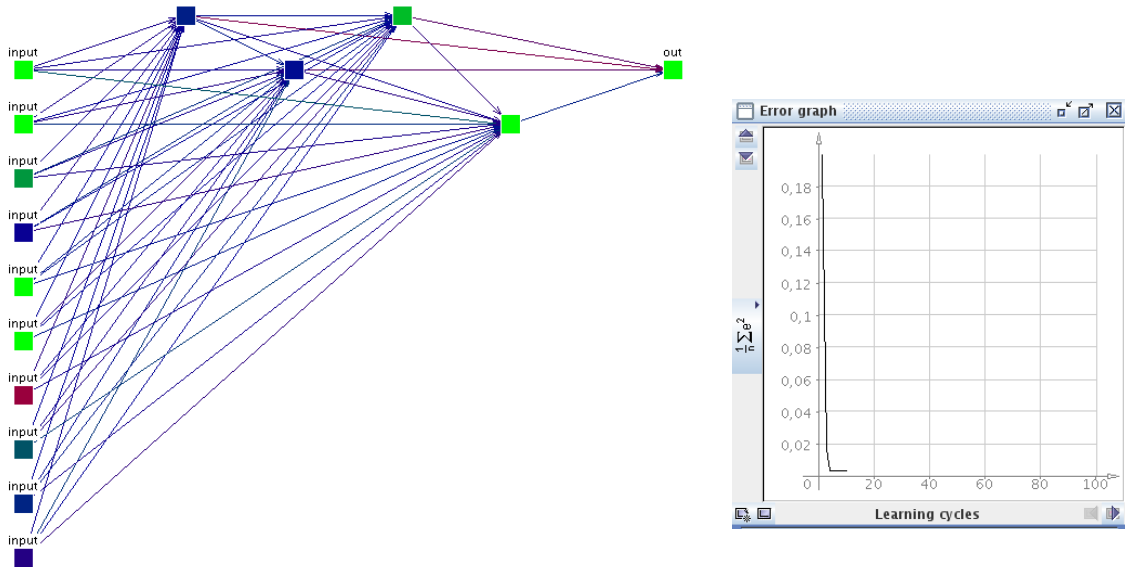 input
out
input
input
input
input
input
input
input
input
input
Error graph
0,18
0,16
0,14
0,12
0,1
0,08
0,06
0,04
0,02
0 20 40 60 80 100
1/n ∑e²
Learning cycles